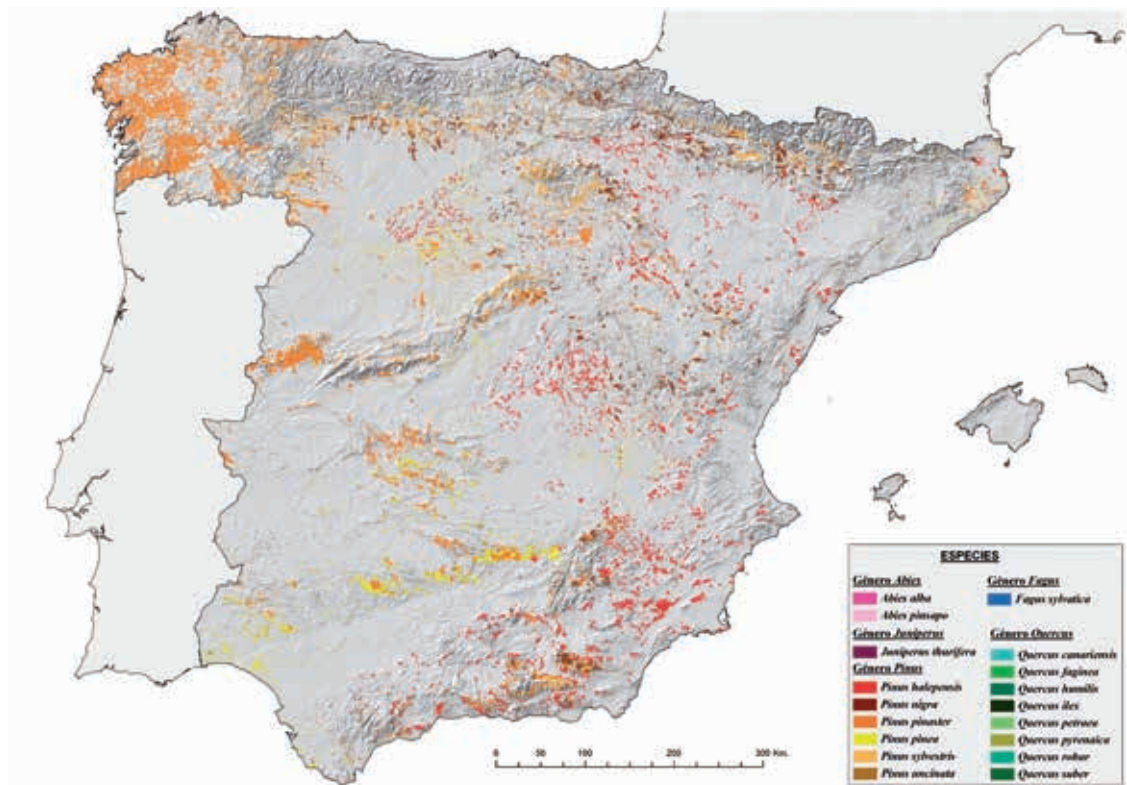 ESPECIES
Género Abies
Abies alba
Abies pinsapo
Género Juniperus
Juniperus thurifera
Género Pinus
Pinus halepensis
Pinus nigra
Pinus pinaster
Pinus pinea
Pinus sylvestris
Pinus uncinata
Género Fagus
Fagus sylvatica
Género Quercus
Quercus canariensis
Quercus faginea
Quercus humilis
Quercus ilex
Quercus petraea
Quercus pyrenaica
Quercus robur
Quercus suber
0 50 100 200 300 Km.